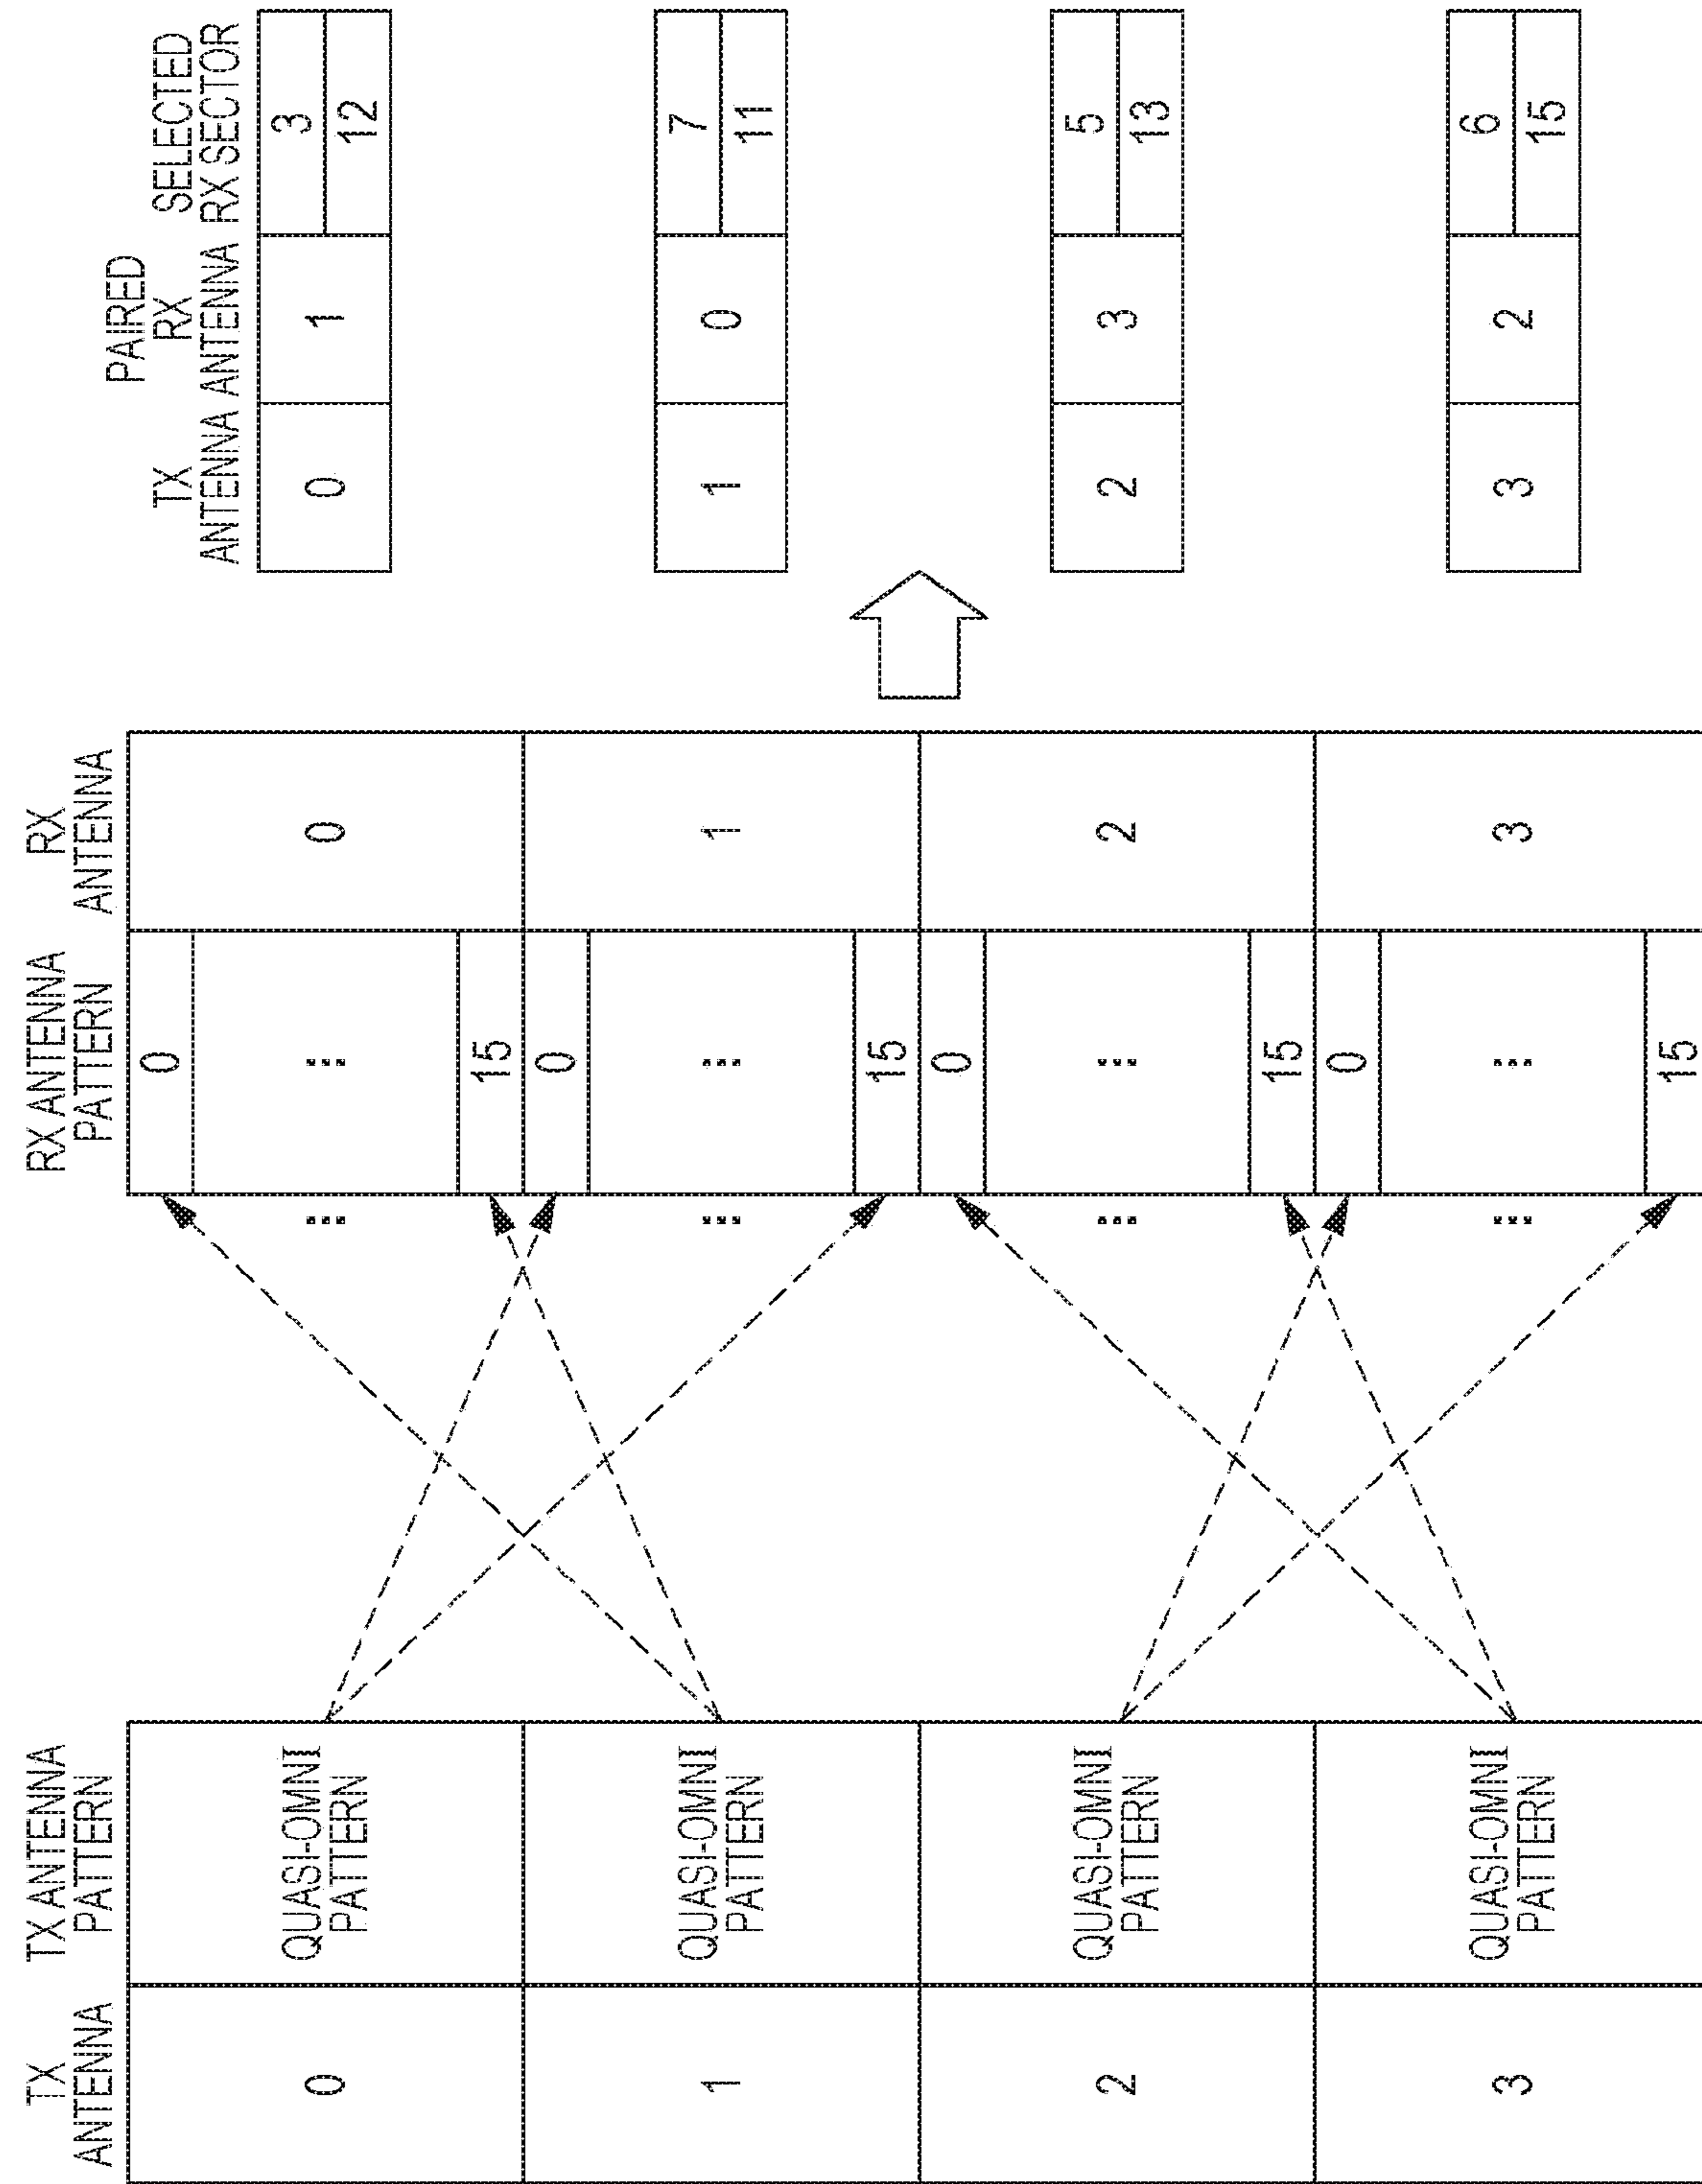 TX
ANTENNA
TX ANTENNA
PATTERN
RX ANTENNA
PATTERN
RX
ANTENNA
TX
ANTENNA
PAIRED
RX
ANTENNA
SELECTED
RX SECTOR
0
QUASI-OMNI
PATTERN
0
...
15
...
0
0
1
3
12
1
QUASI-OMNI
PATTERN
0
...
15
...
1
1
0
7
11
2
QUASI-OMNI
PATTERN
0
...
15
...
2
2
3
5
13
3
QUASI-OMNI
PATTERN
0
...
15
...
3
3
2
6
15